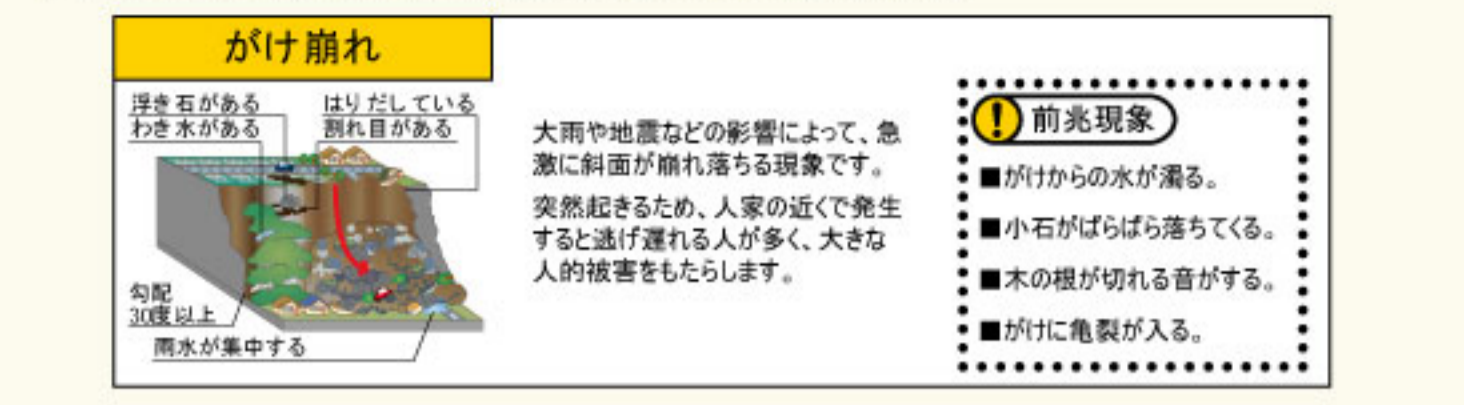 がけ崩れ
浮き石がある
わき水がある
はりだしている
割れ目がある
勾配
30度以上
雨水が集中する
大雨や地震などの影響によって、急
激に斜面が崩れ落ちる現象です。
突然起きるため、人家の近くで発生
すると逃げ遅れる人が多く、大きな
人的被害をもたらします。
! 前兆現象
■がけからの水が濁る。
■小石がぱらぱら落ちてくる。
■木の根が切れる音がする。
■がけに亀裂が入る。